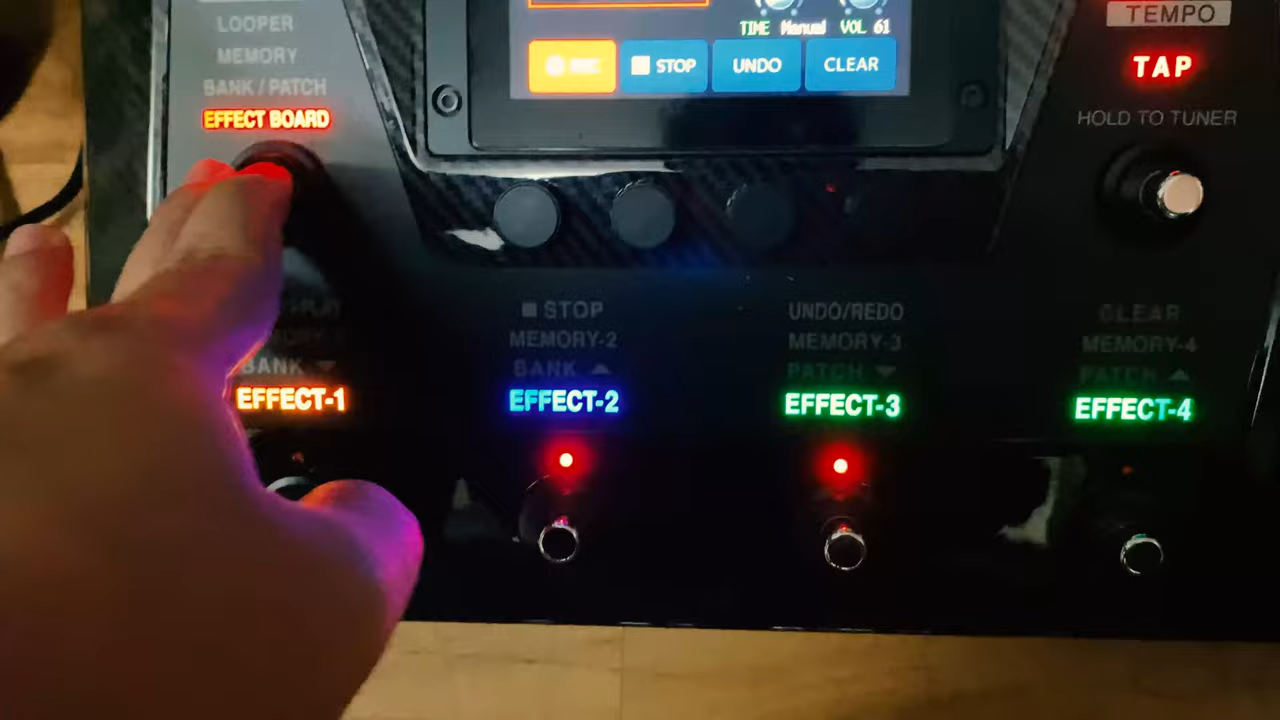 TEMPO
LOOPER
MEMORY
BANK / PATCH
EFFECT BOARD
TIME Manual VOL 61
REC STOP UNDO CLEAR
TAP
HOLD TO TUNER
STOP UNDO/REDO CLEAR
MEMORY-2 MEMORY-3 MEMORY-4
BANK BANK PATCH PATCH
EFFECT-1 EFFECT-2 EFFECT-3 EFFECT-4